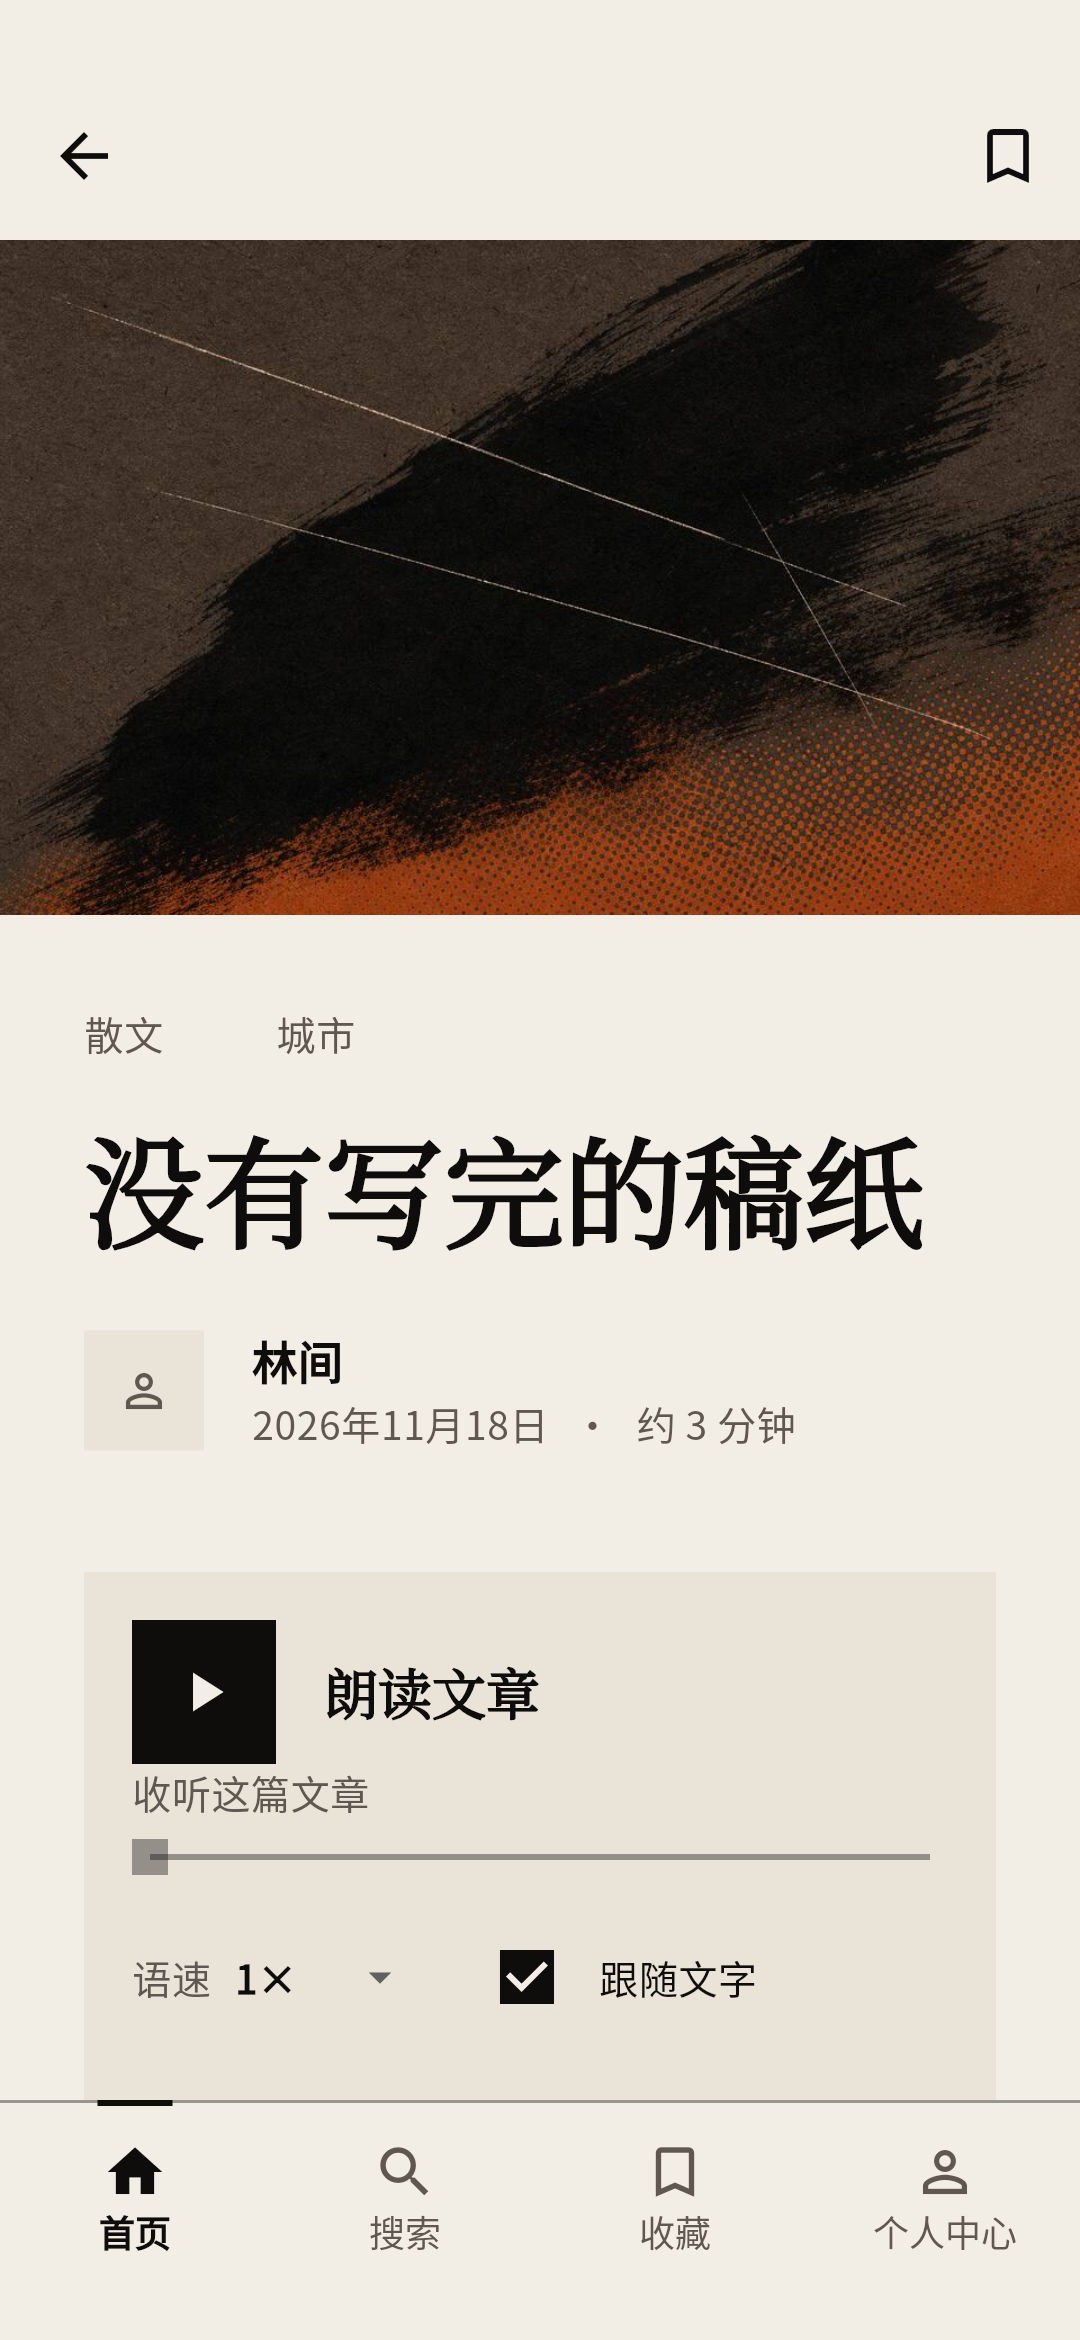 散文 城市
没有写完的稿纸
林间
2026年11月18日 · 约 3 分钟
朗读文章
收听这篇文章
语速 1× 跟随文字
首页 搜索 收藏 个人中心